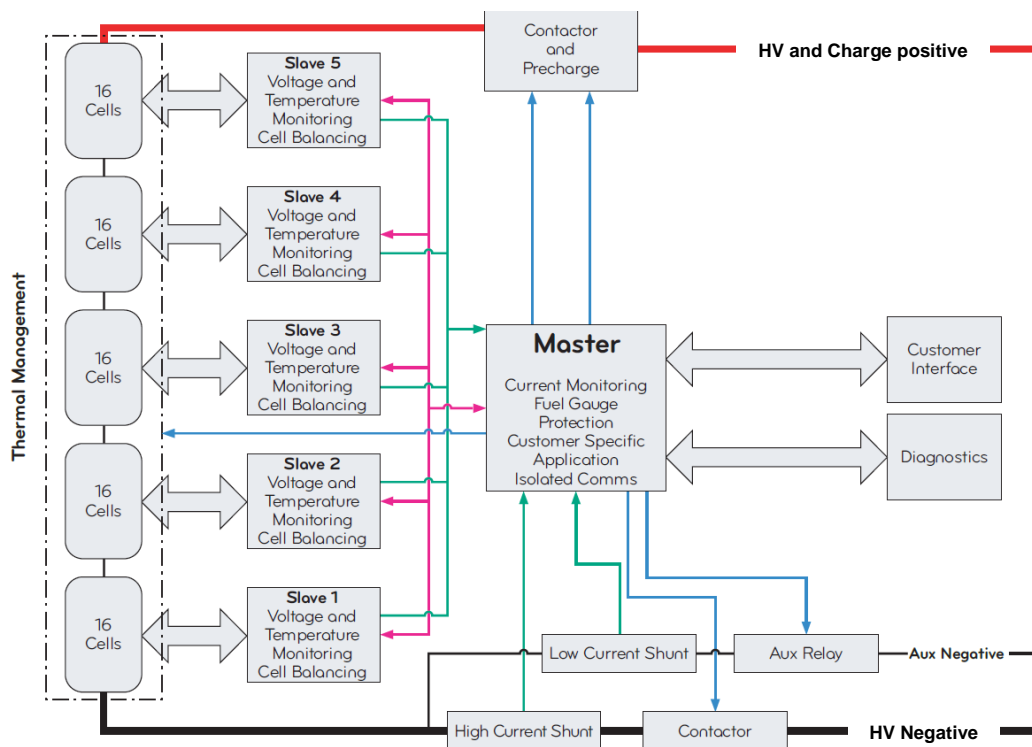 Contactor
and
Precharge
HV and Charge positive
Thermal Management
16
Cells
Slave 5
Voltage and
Temperature
Monitoring
Cell Balancing
16
Cells
Slave 4
Voltage and
Temperature
Monitoring
Cell Balancing
16
Cells
Slave 3
Voltage and
Temperature
Monitoring
Cell Balancing
16
Cells
Slave 2
Voltage and
Temperature
Monitoring
Cell Balancing
16
Cells
Slave 1
Voltage and
Temperature
Monitoring
Cell Balancing
Master
Current Monitoring
Fuel Gauge
Protection
Customer Specific
Application
Isolated Comms
Customer
Interface
Diagnostics
Low Current Shunt
Aux Relay
Aux Negative
High Current Shunt
Contactor
HV Negative